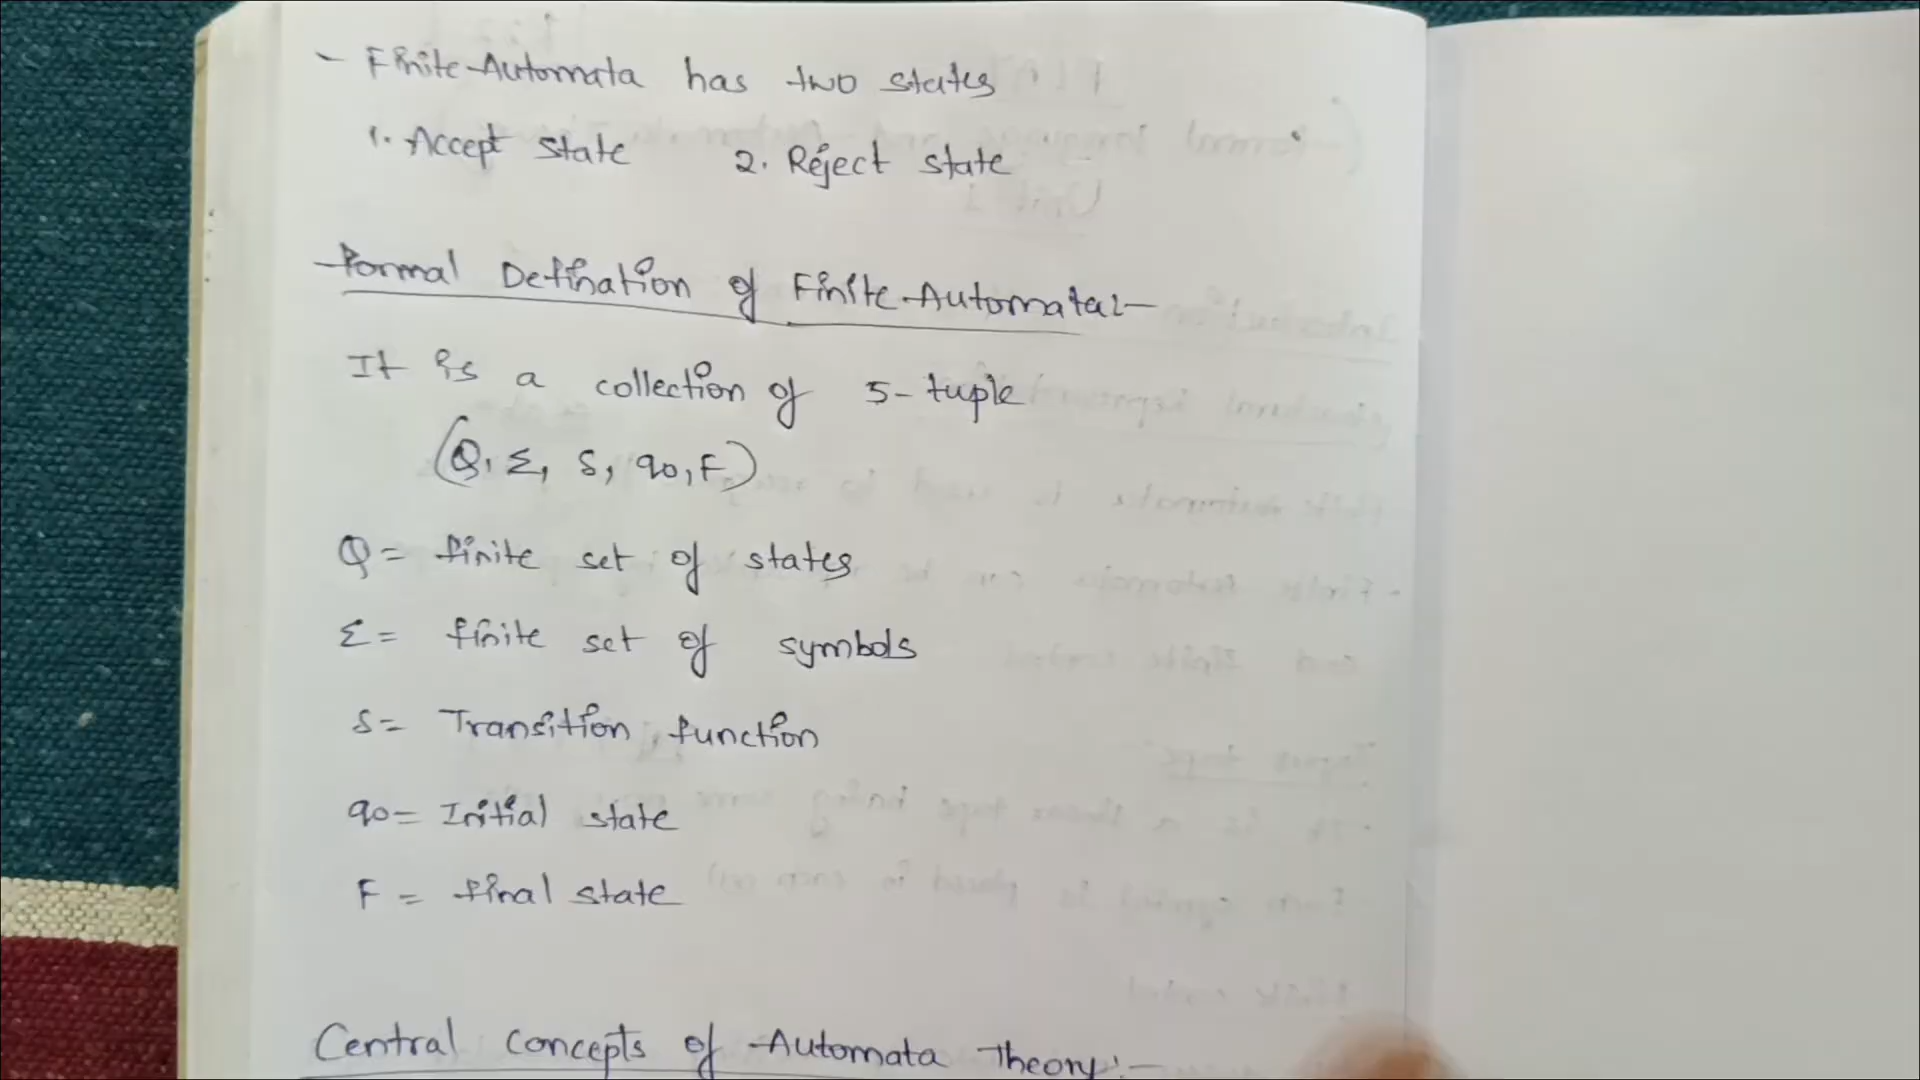 - Finite Automata has two states
1. Accept state 2. Reject state
Formal Defination of Finite Automata:-
It is a collection of 5-tuple
(Q, Σ, δ, q0, F)
Q = finite set of states
Σ = finite set of symbols
δ = Transition function
q0 = Initial state
F = final state
Central concepts of Automata Theory:-